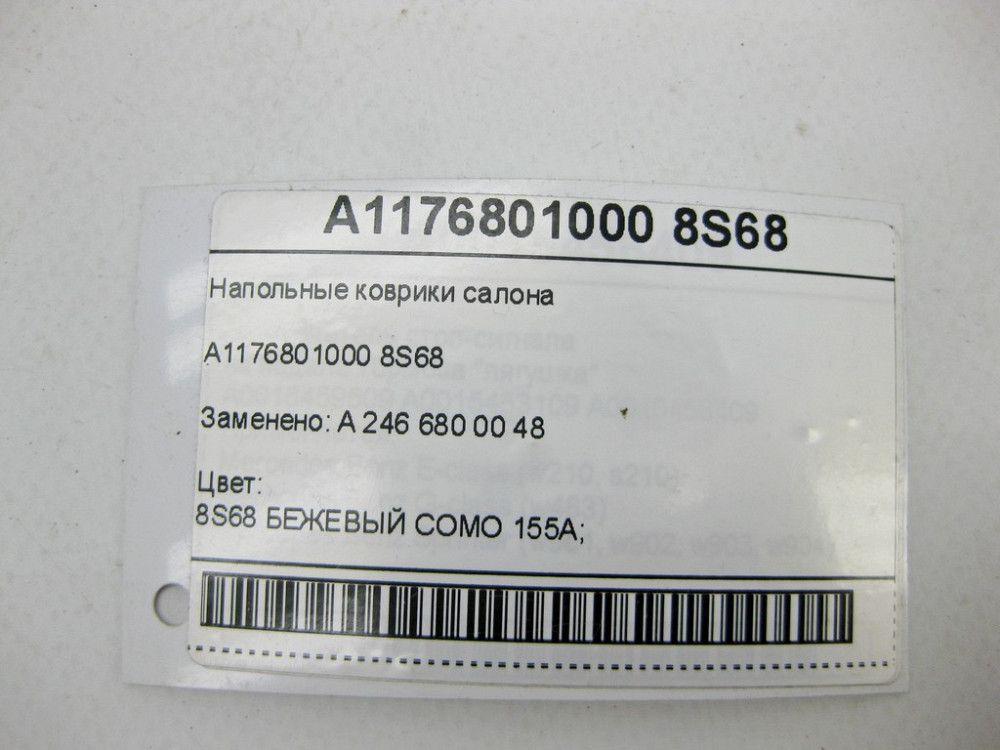 A1176801000 8S68
Напольные коврики салона
A1176801000 8S68
Заменено: A 246 680 00 48
Цвет:
8S68 БЕЖЕВЫЙ COMO 155A;